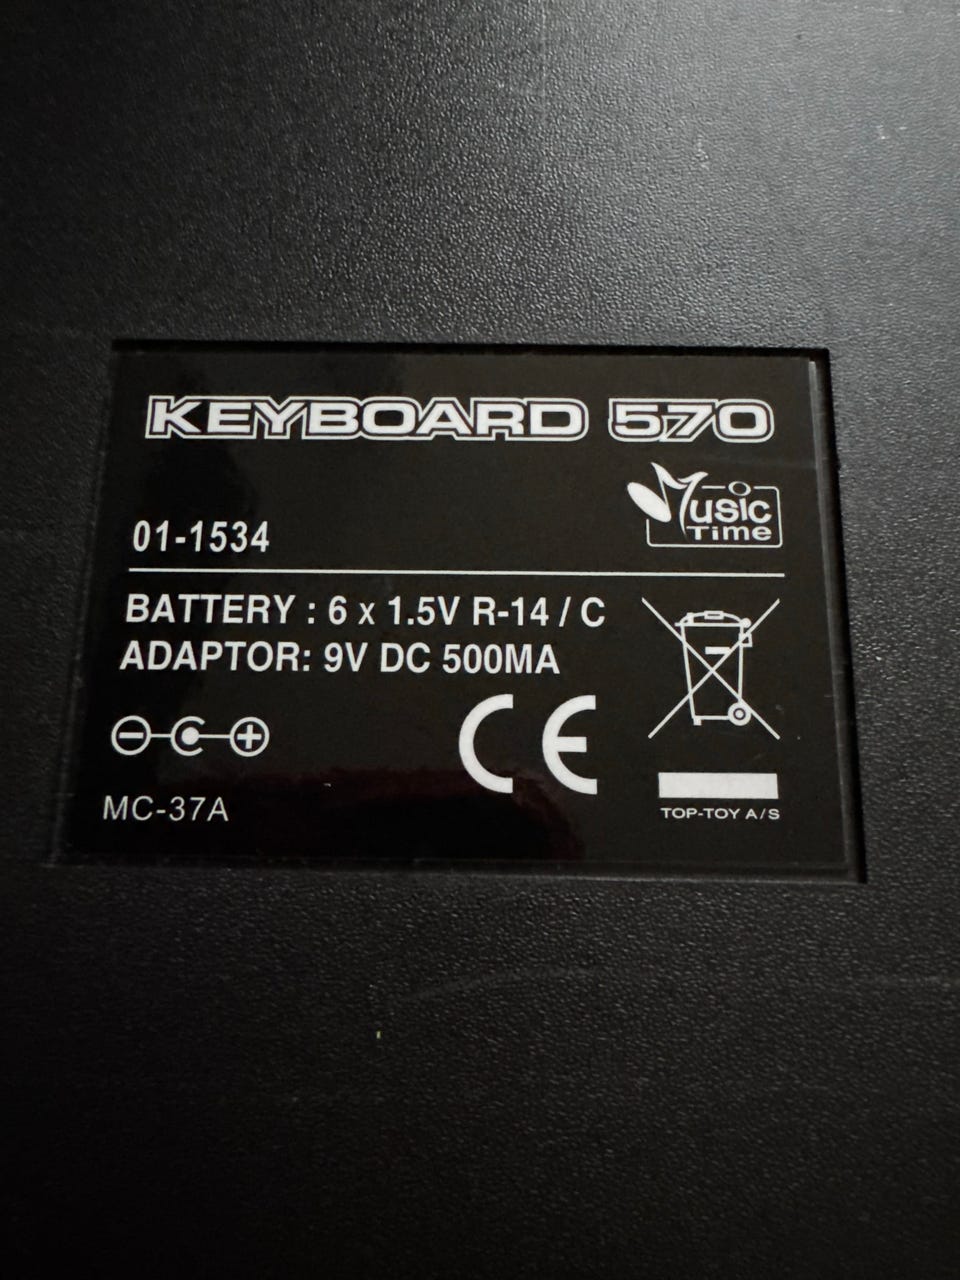 KEYBOARD 570
Music
Time
01-1534
BATTERY : 6 x 1.5V R-14 / C
ADAPTOR: 9V DC 500MA
CE
MC-37A
TOP-TOY A/S